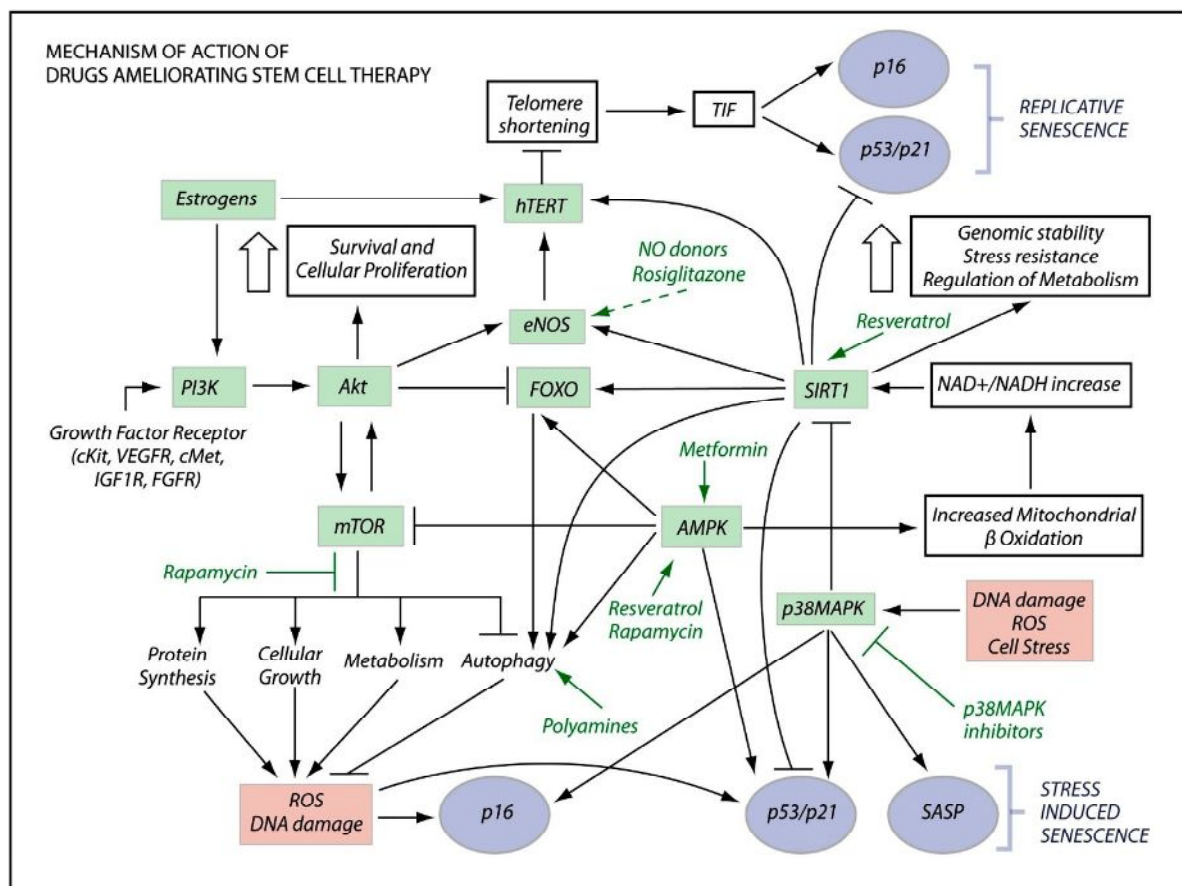 MECHANISM OF ACTION OF
DRUGS AMELIORATING STEM CELL THERAPY
Telomere
shortening
TIF
p16
p53/p21
REPLICATIVE
SENESCENCE
Estrogens
hTERT
Survival and
Cellular Proliferation
NO donors
Rosiglitazone
Genomic stability
Stress resistance
Regulation of Metabolism
eNOS
Resveratrol
PI3K
Akt
FOXO
SIRT1
NAD+/NADH increase
Growth Factor Receptor
(cKit, VEGFR, cMet,
IGF1R, FGFR)
Metformin
mTOR
AMPK
Increased Mitochondrial
β Oxidation
Rapamycin
Resveratrol
Rapamycin
p38MAPK
DNA damage
ROS
Cell Stress
Protein
Synthesis
Cellular
Growth
Metabolism
Autophagy
Polyamines
p38MAPK
inhibitors
ROS
DNA damage
p16
p53/p21
SASP
STRESS
INDUCED
SENESCENCE